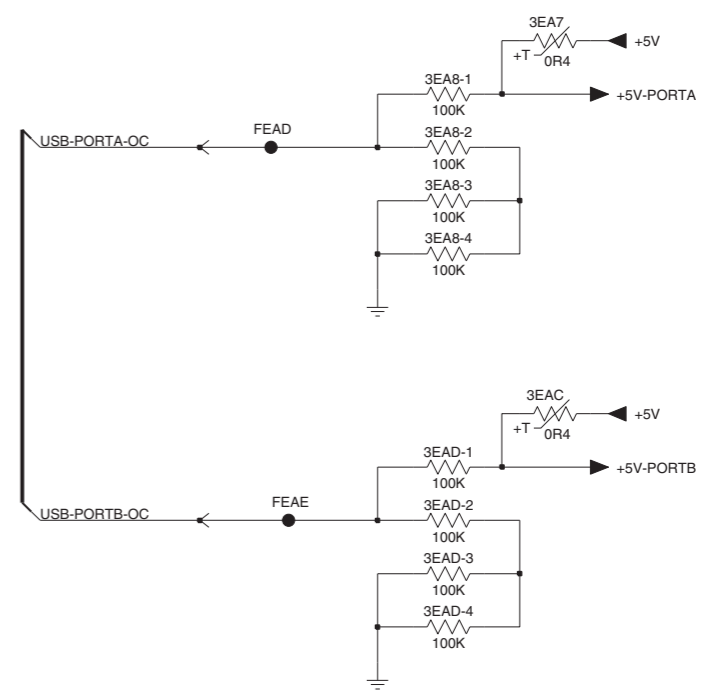 3EA7
+5V
+T
0R4
3EA8-1
+5V-PORTA
100K
FEAD
3EA8-2
USB-PORTA-OC
100K
3EA8-3
100K
3EA8-4
100K
3EAC
+5V
+T
0R4
3EAD-1
+5V-PORTB
100K
FEAE
3EAD-2
USB-PORTB-OC
100K
3EAD-3
100K
3EAD-4
100K